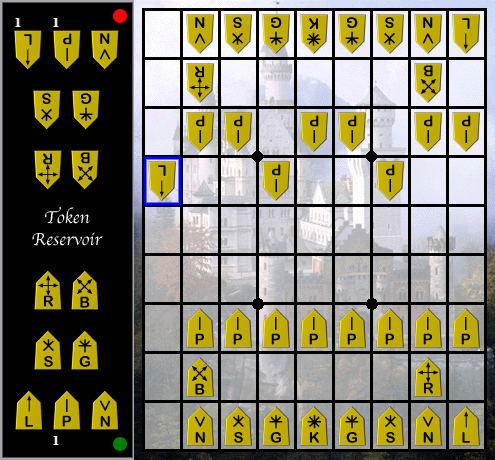 1 1
L P N
S G
R B
Token
Reservoir
R B
S G
L P N
1
N S G K G S N L
R B
P P P P P P
L P P
P P P P P P P P
B R
N S G K G S N L